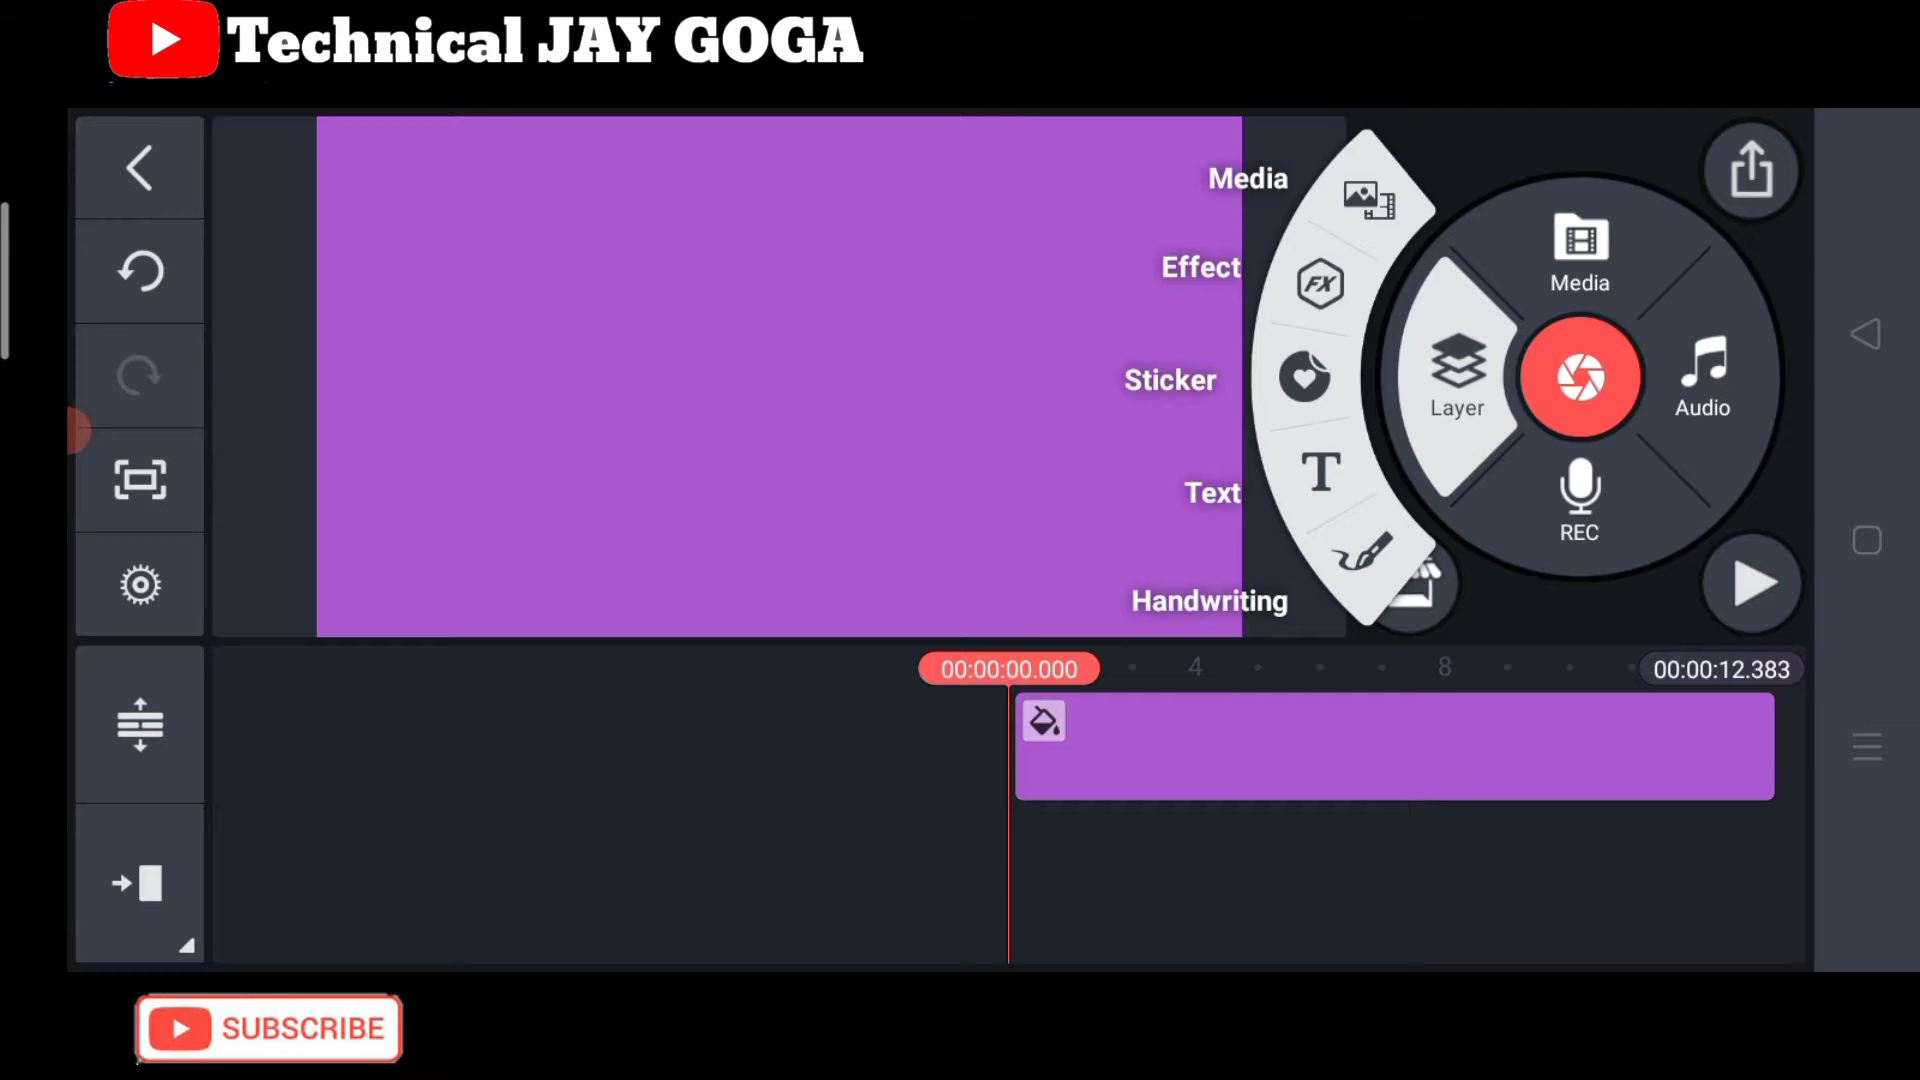 Technical JAY GOGA
Media
Effect
Sticker
Text
Handwriting
FX
T
Media
Layer
Audio
REC
00:00:00.000
4
8
00:00:12.383
SUBSCRIBE